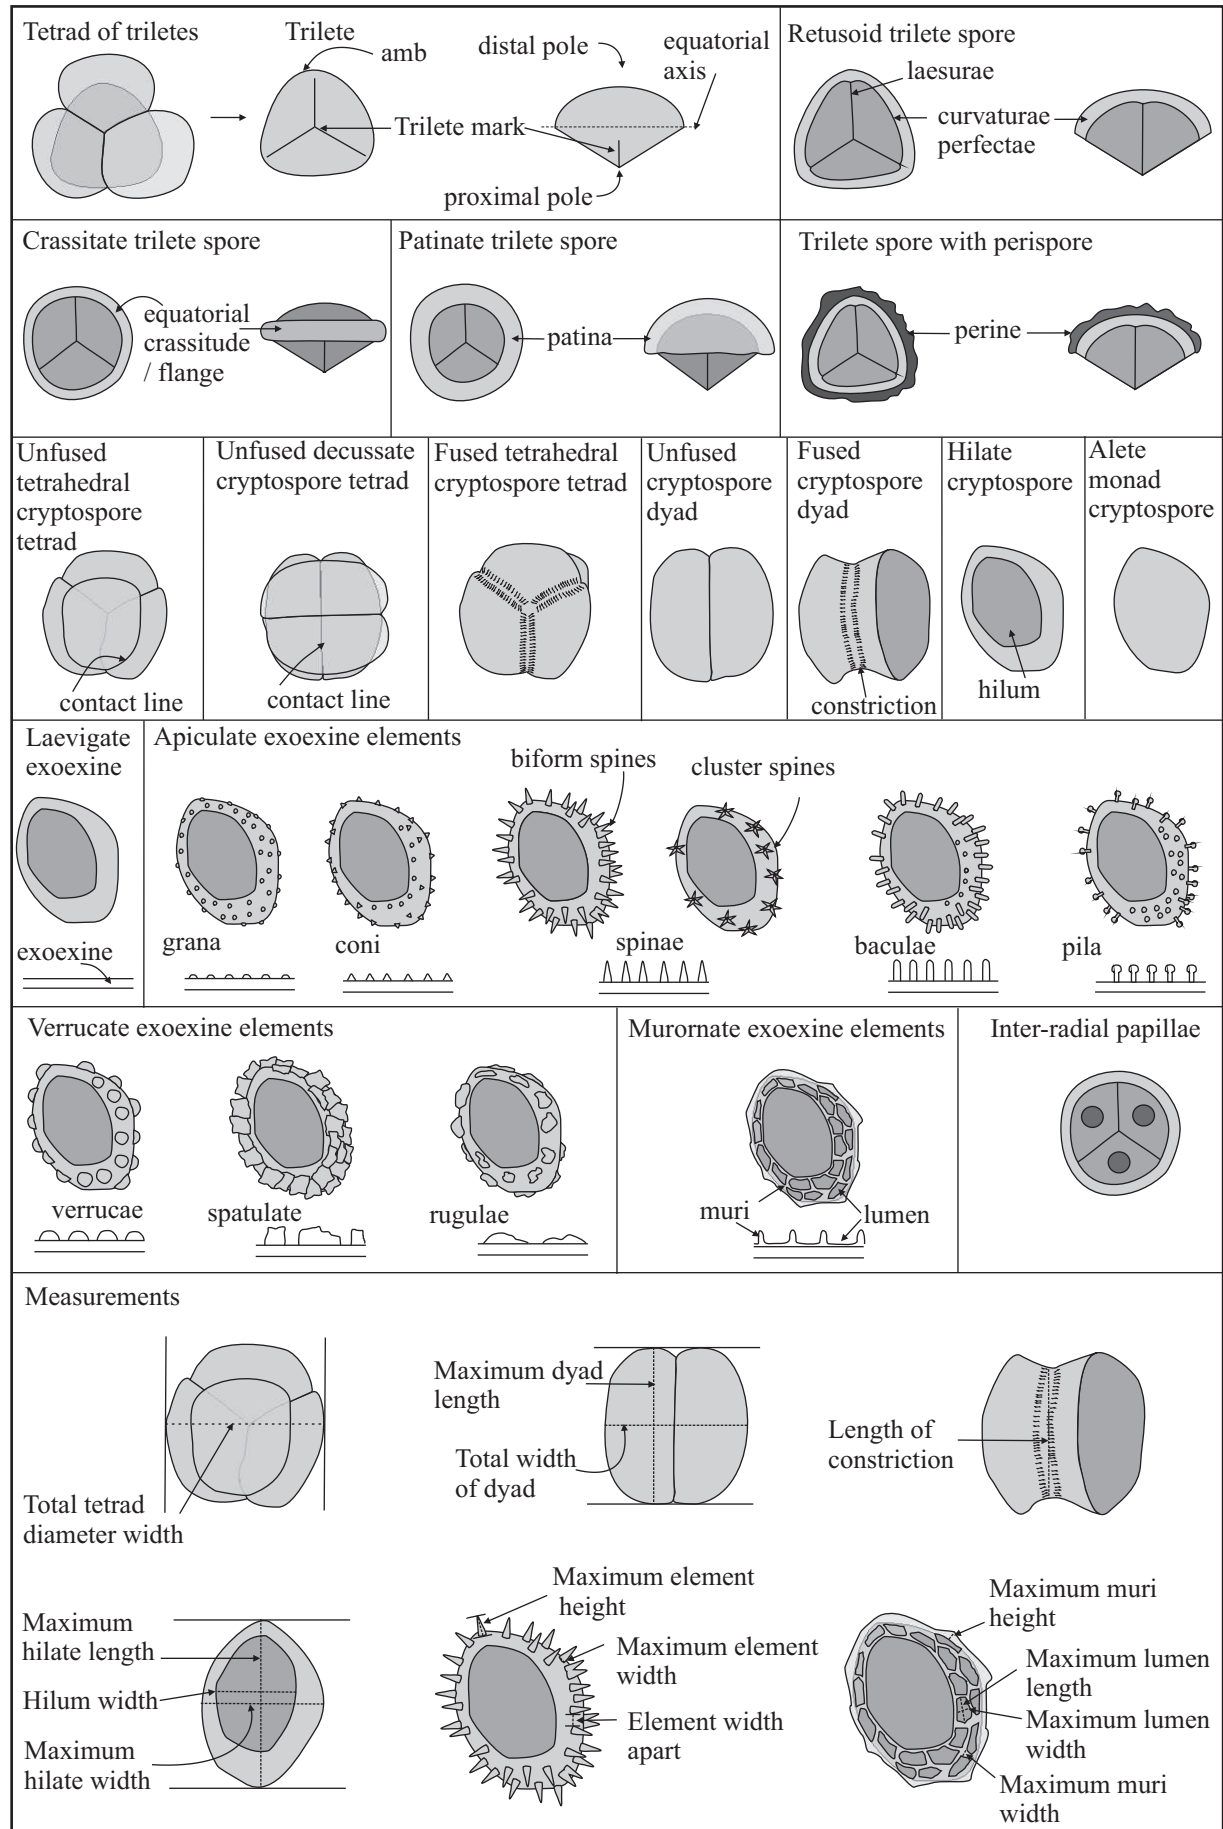 Tetrad of triletes
Trilete
amb
distal pole
equatorial
axis
Trilete mark
proximal pole
Retusoid trilete spore
laesurae
curvaturae
perfectae
Crassitate trilete spore
equatorial
crassitude
/ flange
Patinate trilete spore
patina
Trilete spore with perispore
perine
Unfused
tetrahedral
cryptospore
tetrad
contact line
Unfused decussate
cryptospore tetrad
contact line
Fused tetrahedral
cryptospore tetrad
Unfused
cryptospore
dyad
Fused
cryptospore
dyad
constriction
Hilate
cryptospore
hilum
Alete
monad
cryptospore
Laevigate
exoexine
exoexine
Apiculate exoexine elements
biform spines
cluster spines
grana
coni
spinae
baculae
pila
Verrucate exoexine elements
verrucae
spatulate
rugulae
Murornate exoexine elements
muri
lumen
Inter-radial papillae
Measurements
Total tetrad
diameter width
Maximum dyad
length
Total width
of dyad
Length of
constriction
Maximum
hilate length
Hilum width
Maximum
hilate width
Maximum element
height
Maximum element
width
Element width
apart
Maximum muri
height
Maximum lumen
length
Maximum lumen
width
Maximum muri
width